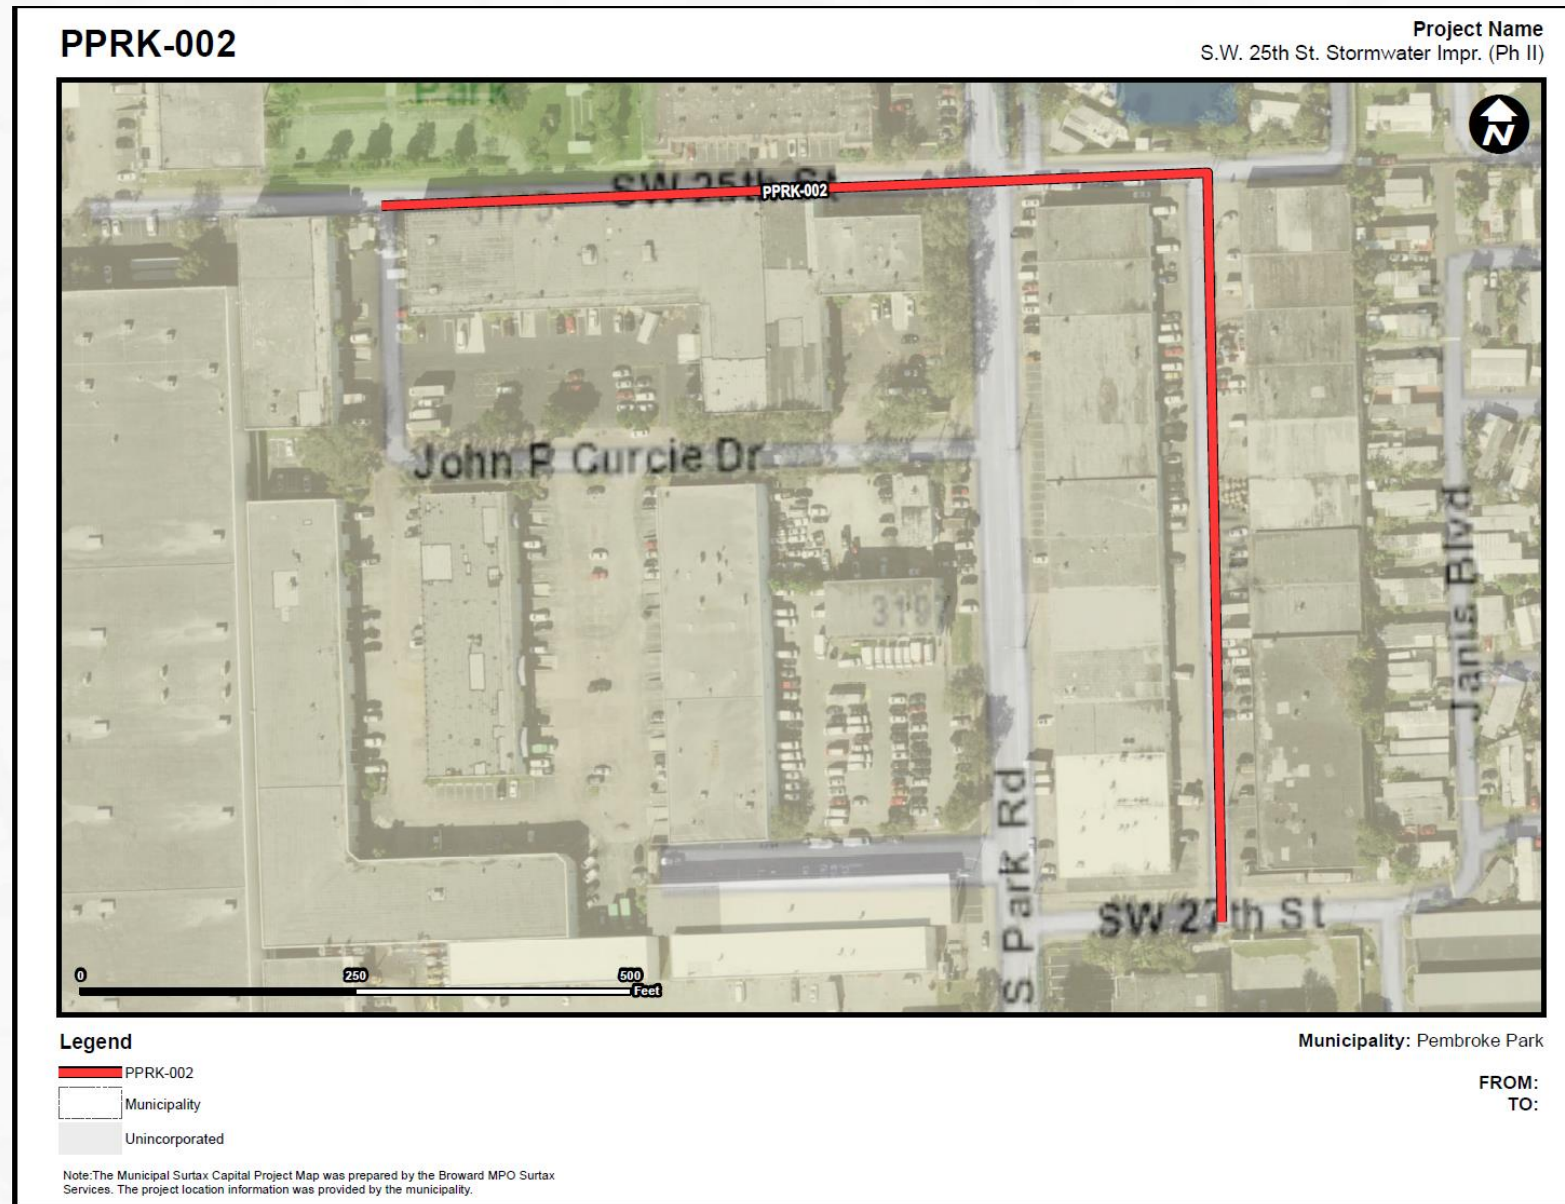 PPRK-002
Project Name
S.W. 25th St. Stormwater Impr. (Ph II)
Park
N
SW 25th St
PPRK-002
John P Curcie Dr
3197
Janis Blvd
S Park Rd
SW 27th St
0 250 500
Feet
Legend
PPRK-002
Municipality
Unincorporated
Municipality: Pembroke Park
FROM:
TO:
Note:The Municipal Surtax Capital Project Map was prepared by the Broward MPO Surtax
Services. The project location information was provided by the municipality.